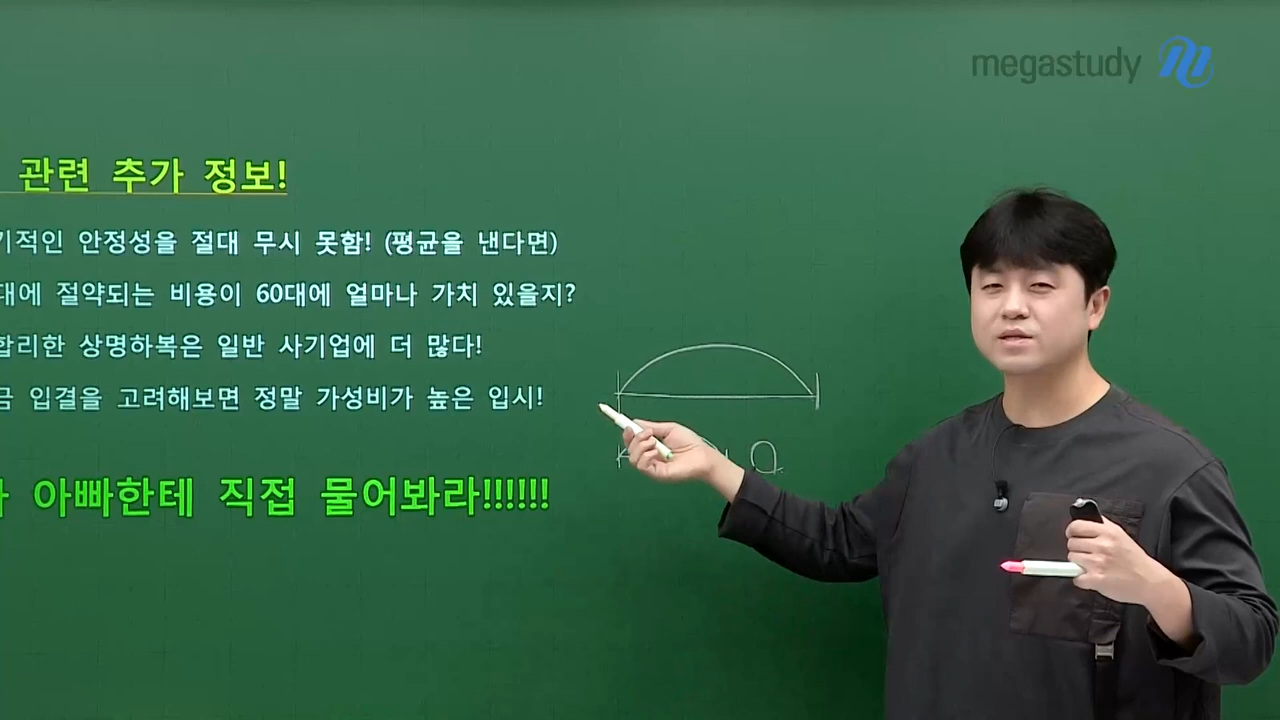 megastudy
관련 추가 정보!
기적인 안정성을 절대 무시 못함! (평균을 낸다면)
대에 절약되는 비용이 60대에 얼마나 가치 있을지?
합리한 상명하복은 일반 사기업에 더 많다!
금 입결을 고려해보면 정말 가성비가 높은 입시!
아빠한테 직접 물어봐라!!!!!!